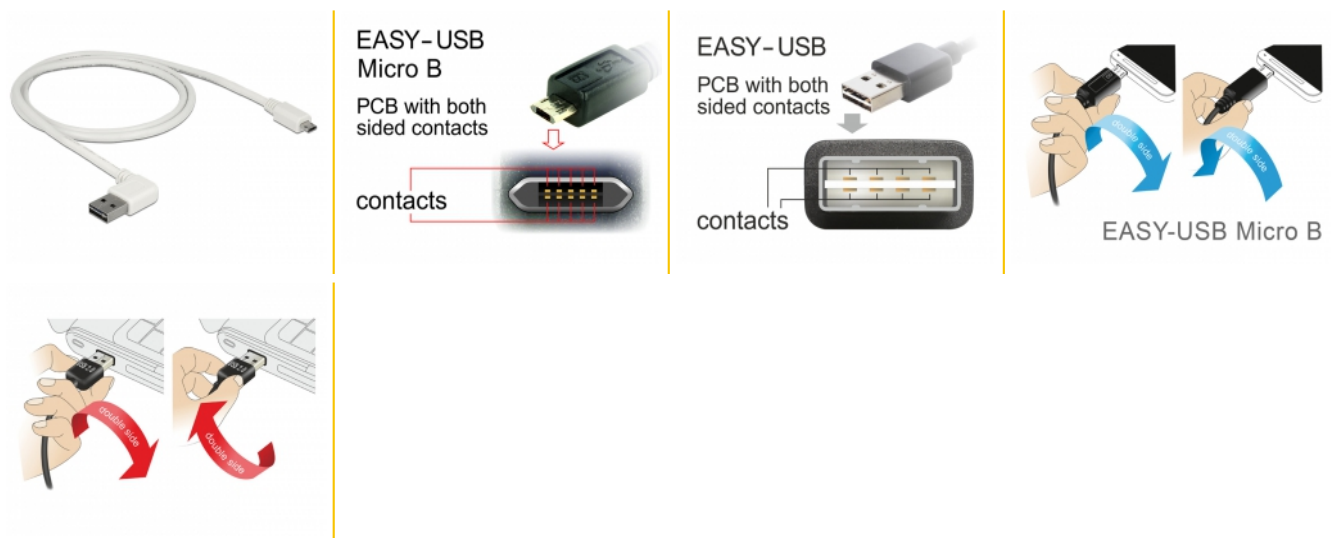 EASY-USB
Micro B
PCB with both
sided contacts
contacts
EASY-USB
PCB with both
sided contacts
contacts
double side
double side
EASY-USB Micro B
double side
double side